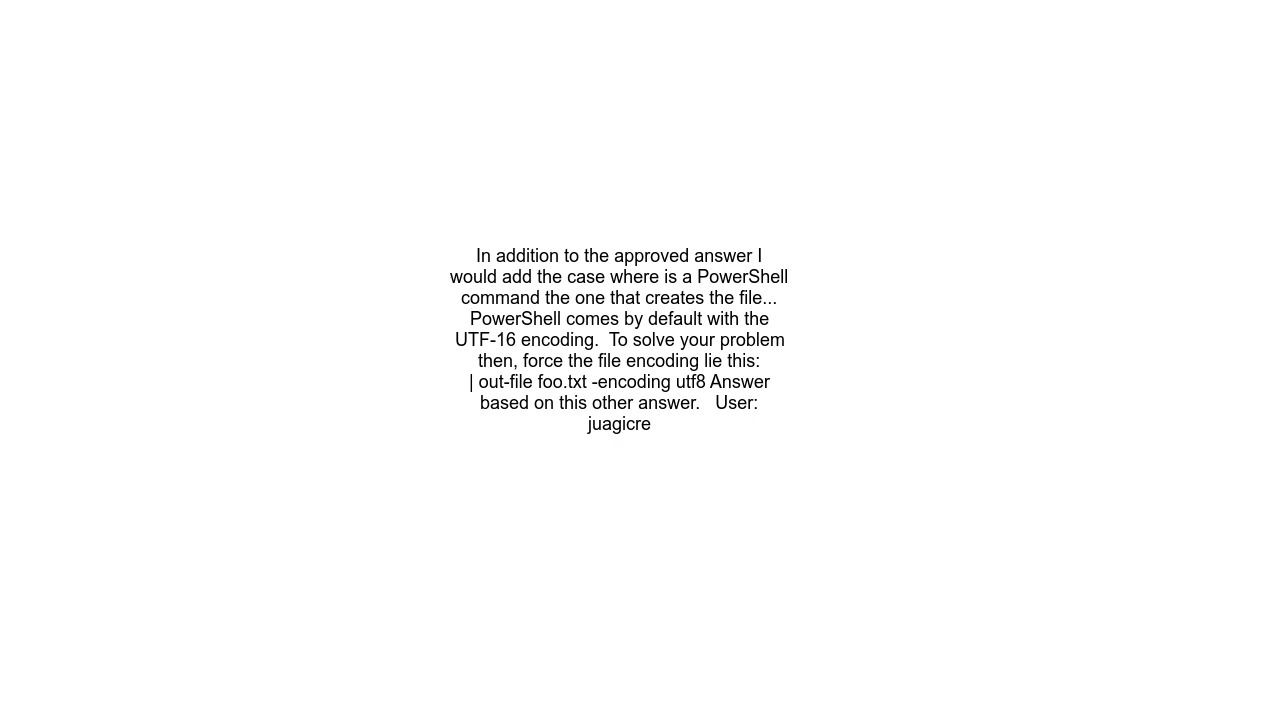 In addition to the approved answer I
would add the case where is a PowerShell
command the one that creates the file...
PowerShell comes by default with the
UTF-16 encoding.  To solve your problem
then, force the file encoding lie this:
| out-file foo.txt -encoding utf8 Answer
based on this other answer.   User:
juagicre